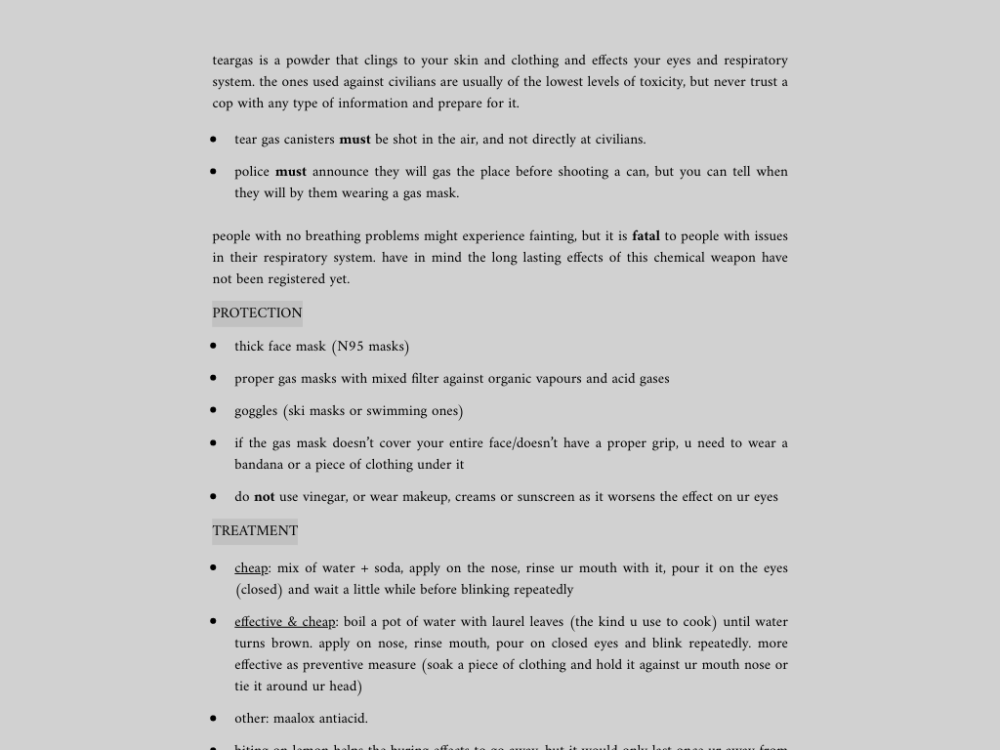 teargas is a powder that clings to your skin and clothing and effects your eyes and respiratory
system. the ones used against civilians are usually of the lowest levels of toxicity, but never trust a
cop with any type of information and prepare for it.
• tear gas canisters must be shot in the air, and not directly at civilians.
• police must announce they will gas the place before shooting a can, but you can tell when
they will by them wearing a gas mask.
people with no breathing problems might experience fainting, but it is fatal to people with issues
in their respiratory system. have in mind the long lasting effects of this chemical weapon have
not been registered yet.
PROTECTION
• thick face mask (N95 masks)
• proper gas masks with mixed filter against organic vapours and acid gases
• goggles (ski masks or swimming ones)
• if the gas mask doesn't cover your entire face/doesn't have a proper grip, u need to wear a
bandana or a piece of clothing under it
• do not use vinegar, or wear makeup, creams or sunscreen as it worsens the effect on ur eyes
TREATMENT
• cheap: mix of water + soda, apply on the nose, rinse ur mouth with it, pour it on the eyes
(closed) and wait a little while before blinking repeatedly
• effective & cheap: boil a pot of water with laurel leaves (the kind u use to cook) until water
turns brown. apply on nose, rinse mouth, pour on closed eyes and blink repeatedly. more
effective as preventive measure (soak a piece of clothing and hold it against ur mouth nose or
tie it around ur head)
• other: maalox antiacid.
• biting on lemon helps the buring effects to go away, but it would only last once ur away from